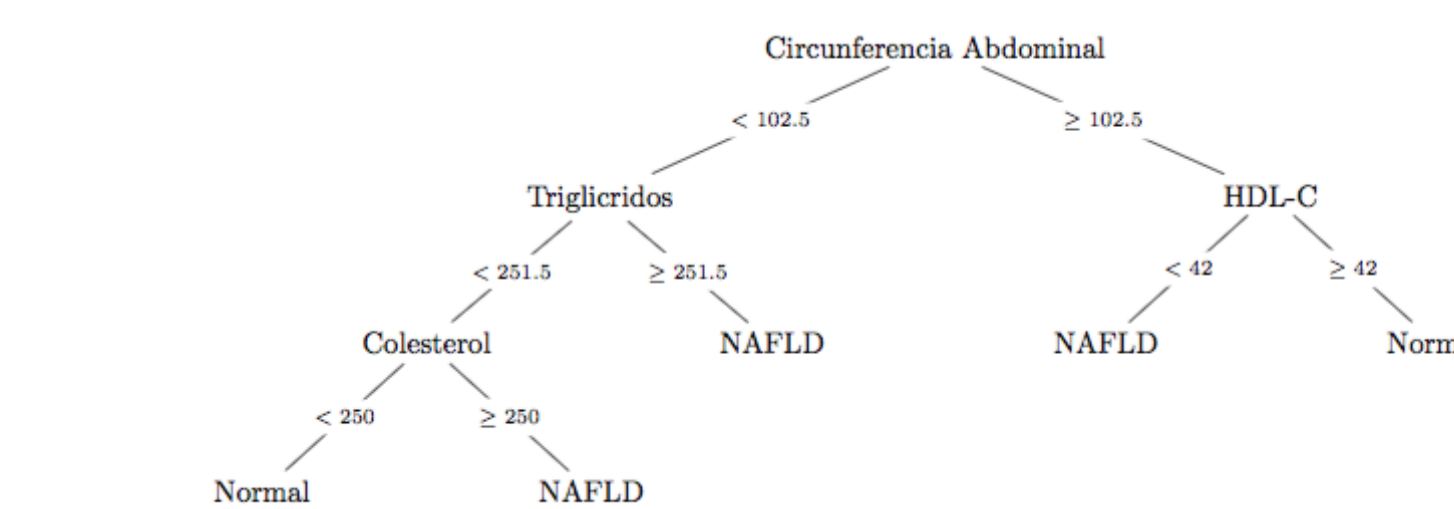 Circunferencia Abdominal
< 102.5 ≥ 102.5
Triglicridos HDL-C
< 251.5 ≥ 251.5 < 42 ≥ 42
Colesterol NAFLD NAFLD Norm
< 250 ≥ 250
Normal NAFLD